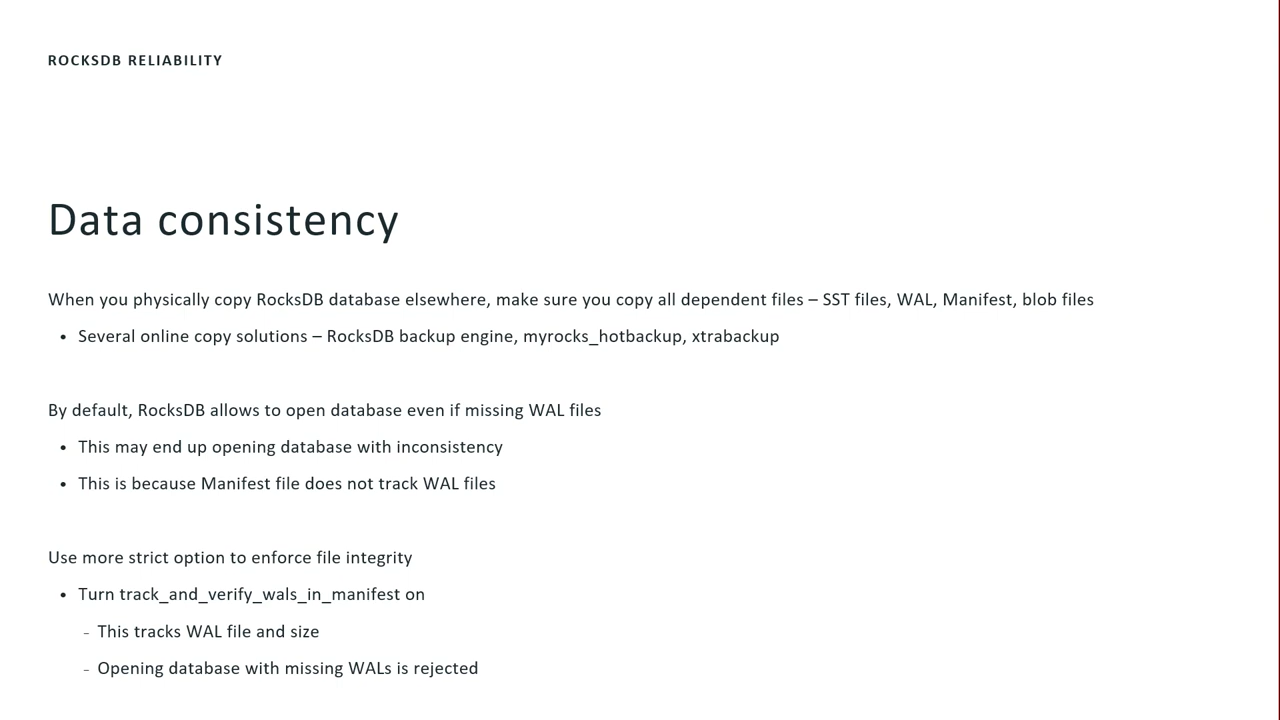 ROCKSDB RELIABILITY
Data consistency
When you physically copy RocksDB database elsewhere, make sure you copy all dependent files – SST files, WAL, Manifest, blob files
• Several online copy solutions – RocksDB backup engine, myrocks_hotbackup, xtrabackup
By default, RocksDB allows to open database even if missing WAL files
• This may end up opening database with inconsistency
• This is because Manifest file does not track WAL files
Use more strict option to enforce file integrity
• Turn track_and_verify_wals_in_manifest on
- This tracks WAL file and size
- Opening database with missing WALs is rejected